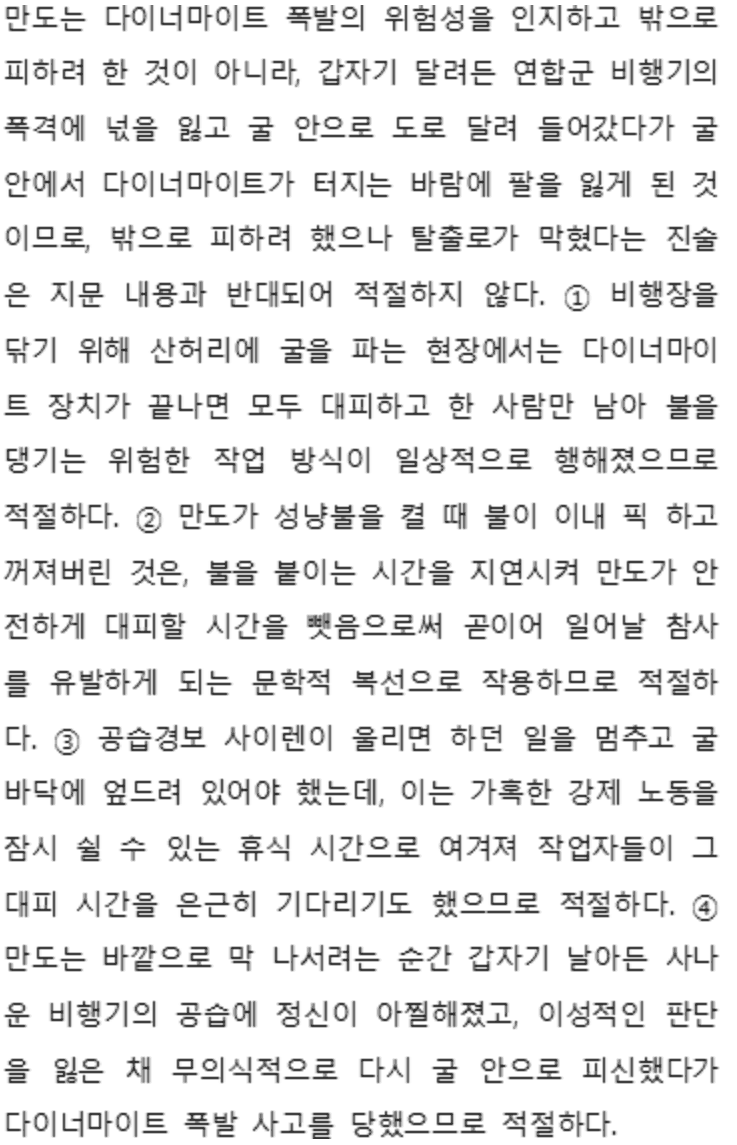 만도는 다이너마이트 폭발의 위험성을 인지하고 밖으로
피하려 한 것이 아니라, 갑자기 달려든 연합군 비행기의
폭격에 넋을 잃고 굴 안으로 도로 달려 들어갔다가 굴
안에서 다이너마이트가 터지는 바람에 팔을 잃게 된 것
이므로, 밖으로 피하려 했으나 탈출로가 막혔다는 진술
은 지문 내용과 반대되어 적절하지 않다. ① 비행장을
닦기 위해 산허리에 굴을 파는 현장에서는 다이너마이
트 장치가 끝나면 모두 대피하고 한 사람만 남아 불을
댕기는 위험한 작업 방식이 일상적으로 행해졌으므로
적절하다. ② 만도가 성냥불을 켤 때 불이 이내 픽 하고
꺼져버린 것은, 불을 붙이는 시간을 지연시켜 만도가 안
전하게 대피할 시간을 뺏음으로써 곧이어 일어날 참사
를 유발하게 되는 문학적 복선으로 작용하므로 적절하
다. ③ 공습경보 사이렌이 울리면 하던 일을 멈추고 굴
바닥에 엎드려 있어야 했는데, 이는 가혹한 강제 노동을
잠시 쉴 수 있는 휴식 시간으로 여겨져 작업자들이 그
대피 시간을 은근히 기다리기도 했으므로 적절하다. ④
만도는 바깥으로 막 나서려는 순간 갑자기 날아든 사나
운 비행기의 공습에 정신이 아찔해졌고, 이성적인 판단
을 잃은 채 무의식적으로 다시 굴 안으로 피신했다가
다이너마이트 폭발 사고를 당했으므로 적절하다.